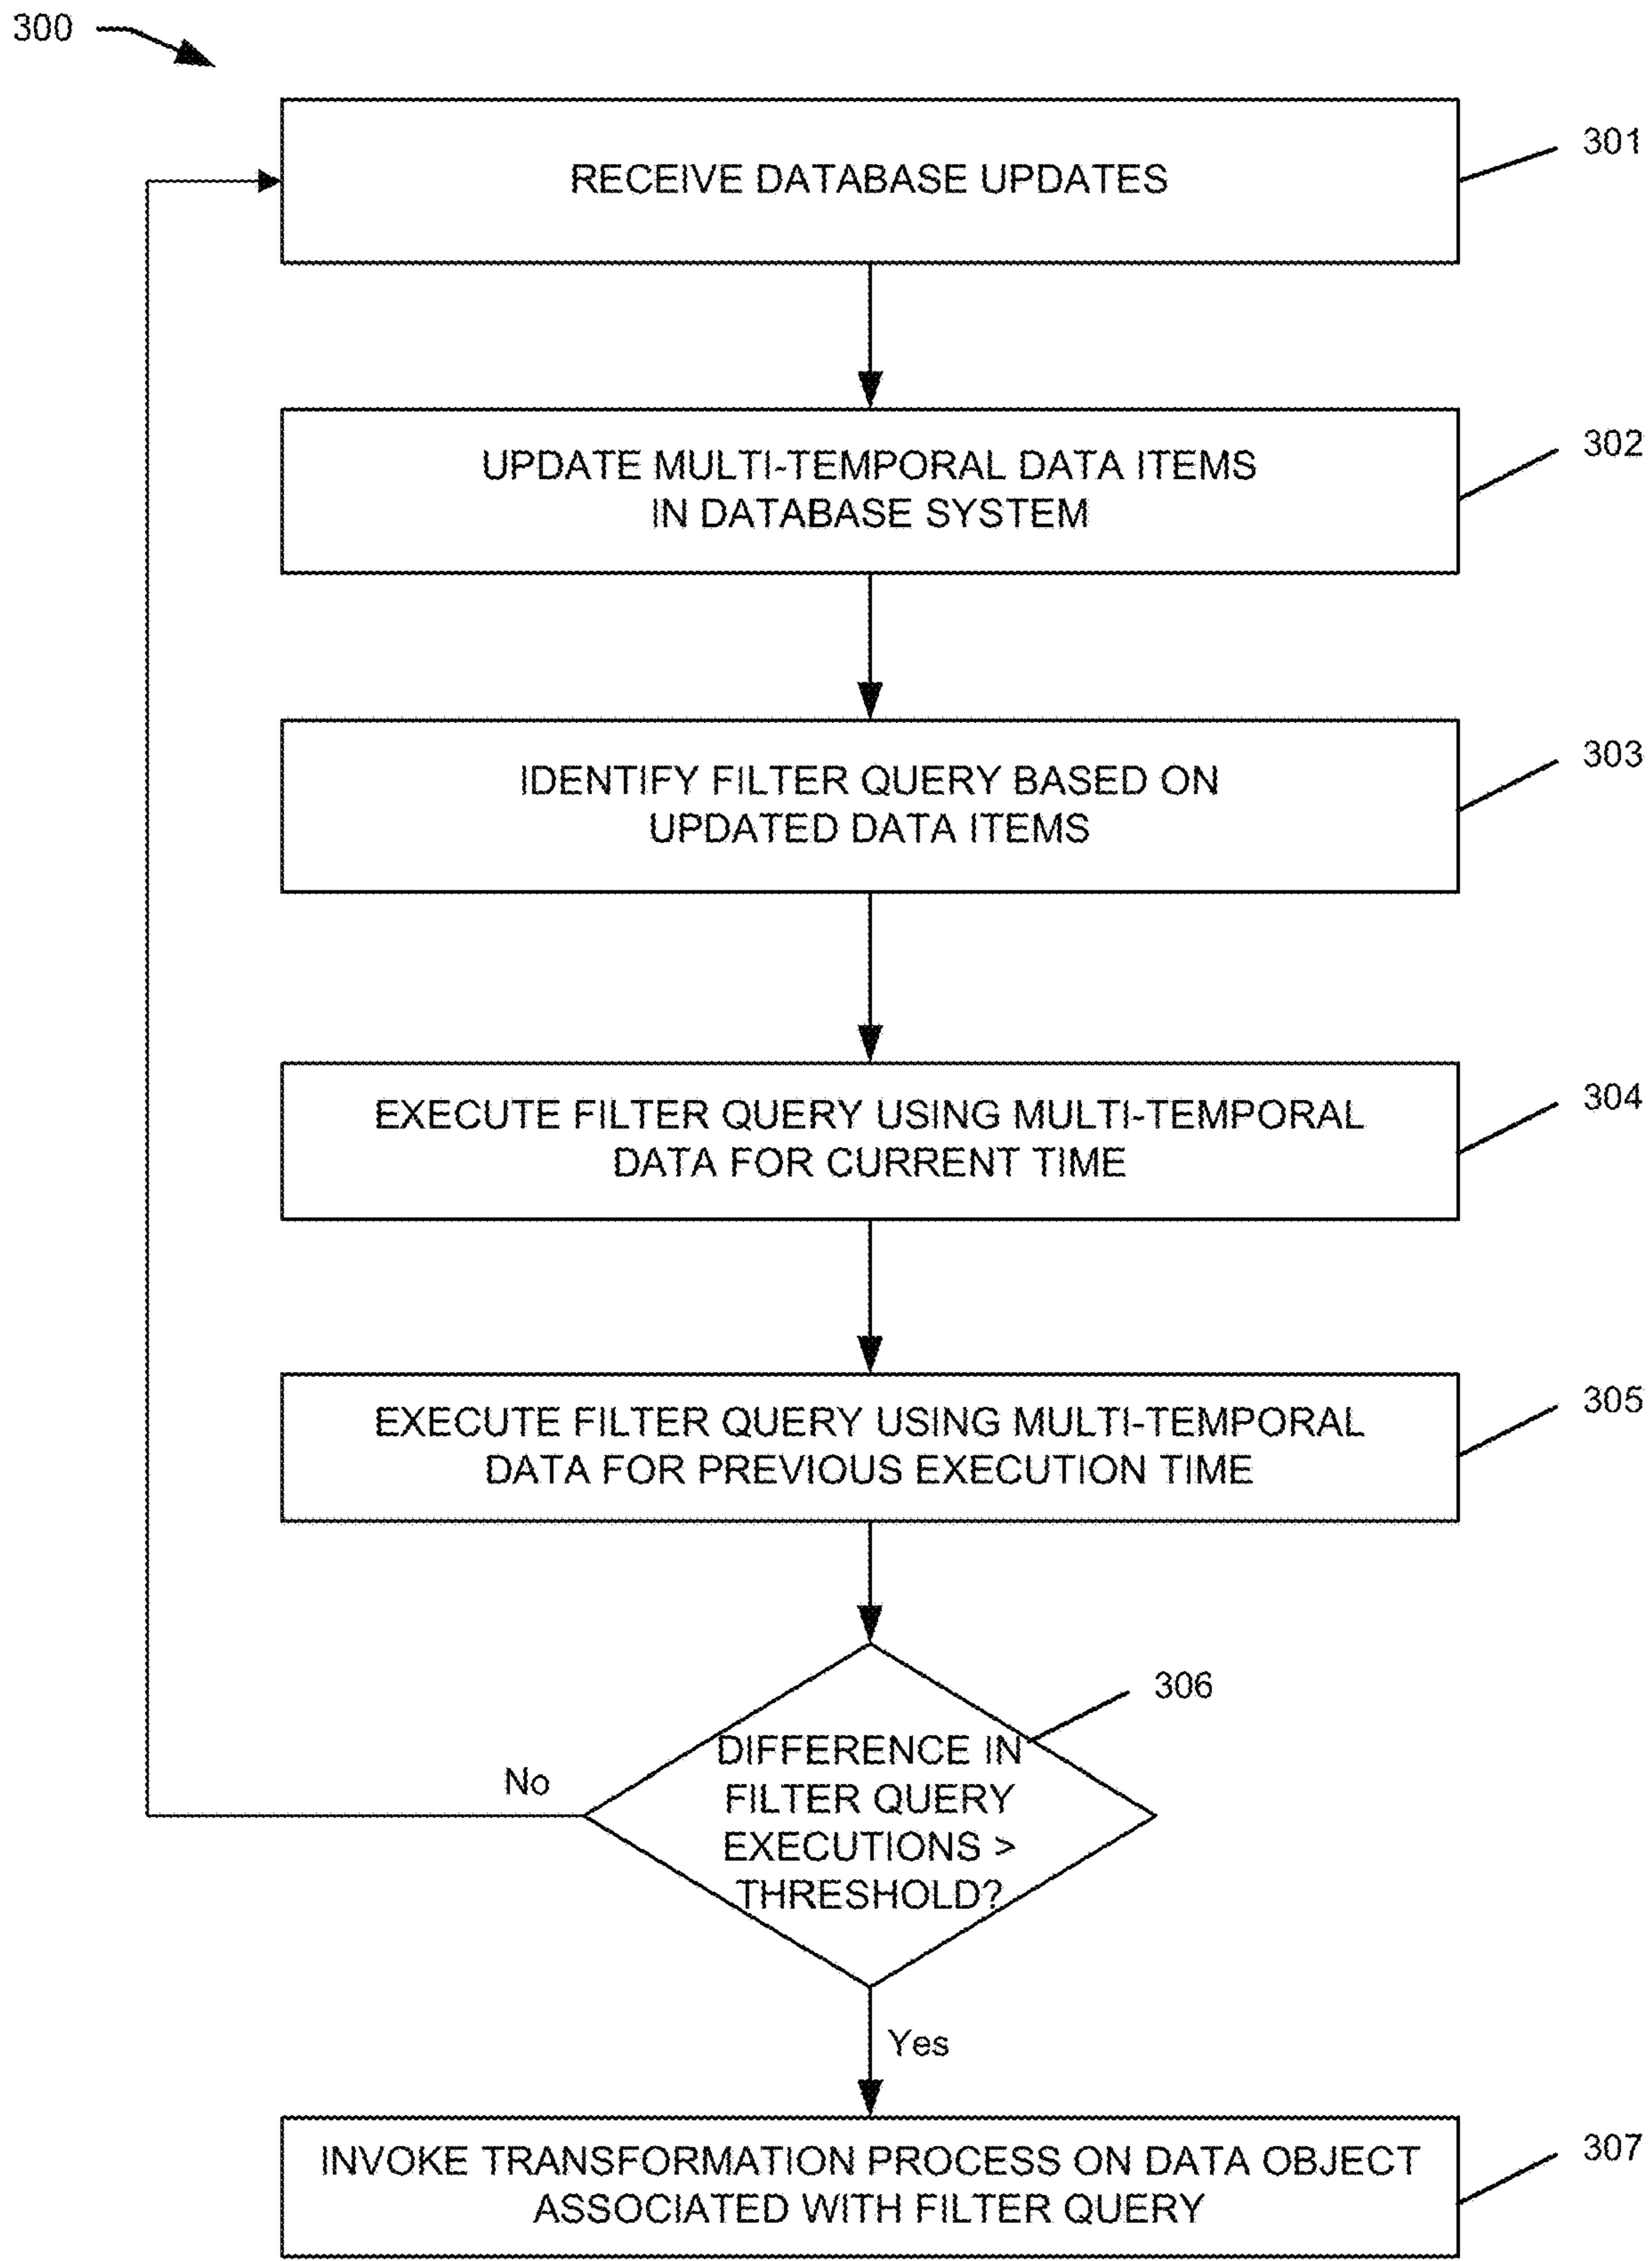 300
RECEIVE DATABASE UPDATES
301
UPDATE MULTI-TEMPORAL DATA ITEMS
IN DATABASE SYSTEM
302
IDENTIFY FILTER QUERY BASED ON
UPDATED DATA ITEMS
303
EXECUTE FILTER QUERY USING MULTI-TEMPORAL
DATA FOR CURRENT TIME
304
EXECUTE FILTER QUERY USING MULTI-TEMPORAL
DATA FOR PREVIOUS EXECUTION TIME
305
306
DIFFERENCE IN
FILTER QUERY
EXECUTIONS >
THRESHOLD?
No
Yes
INVOKE TRANSFORMATION PROCESS ON DATA OBJECT
ASSOCIATED WITH FILTER QUERY
307